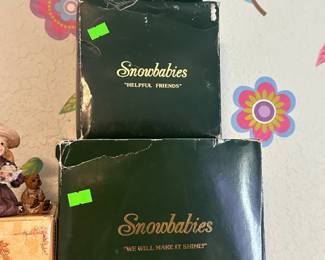 Snowbabies
"HELPFUL FRIENDS"
Snowbabies
"WE WILL MAKE IT SHINE!"